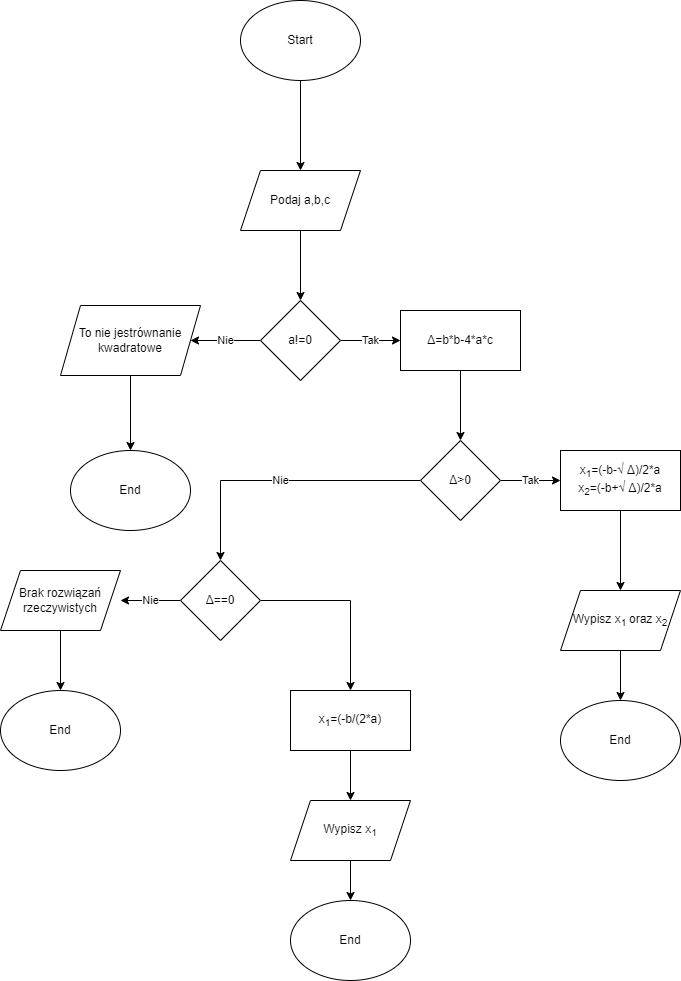 Start
Podaj a,b,c
a!=0
Nie
Tak
To nie jestrównanie
kwadratowe
Δ=b*b-4*a*c
End
Δ>0
Nie
Tak
x₁=(-b-√ Δ)/2*a
x₂=(-b+√ Δ)/2*a
Δ==0
Nie
Brak rozwiązań
rzeczywistych
Wypisz x₁ oraz x₂
End
x₁=(-b/(2*a)
End
Wypisz x₁
End